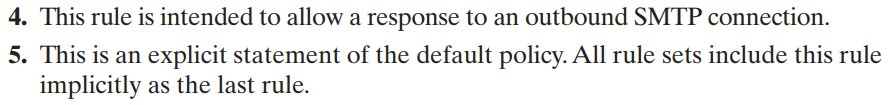 4. This rule is intended to allow a response to an outbound SMTP connection.
5. This is an explicit statement of the default policy. All rule sets include this rule
implicitly as the last rule.